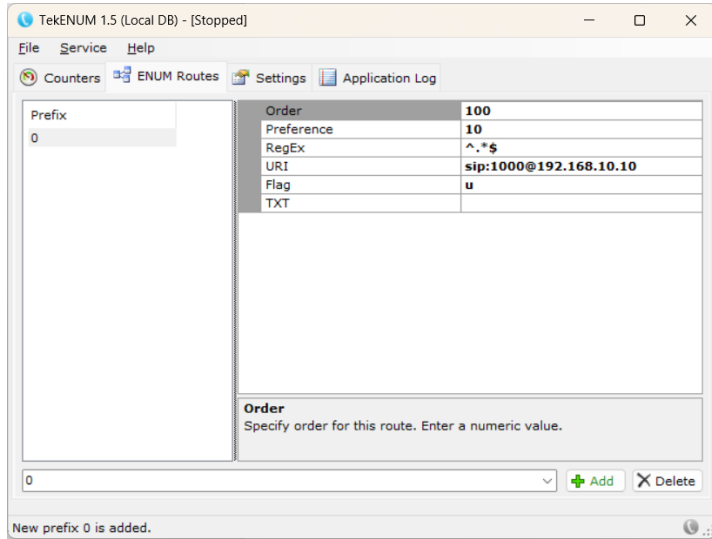 TekENUM 1.5 (Local DB) - [Stopped]
File Service Help
Counters ENUM Routes Settings Application Log
Prefix
0
Order 100
Preference 10
RegEx ^.*$
URI sip:1000@192.168.10.10
Flag u
TXT
Order
Specify order for this route. Enter a numeric value.
0 Add Delete
New prefix 0 is added.